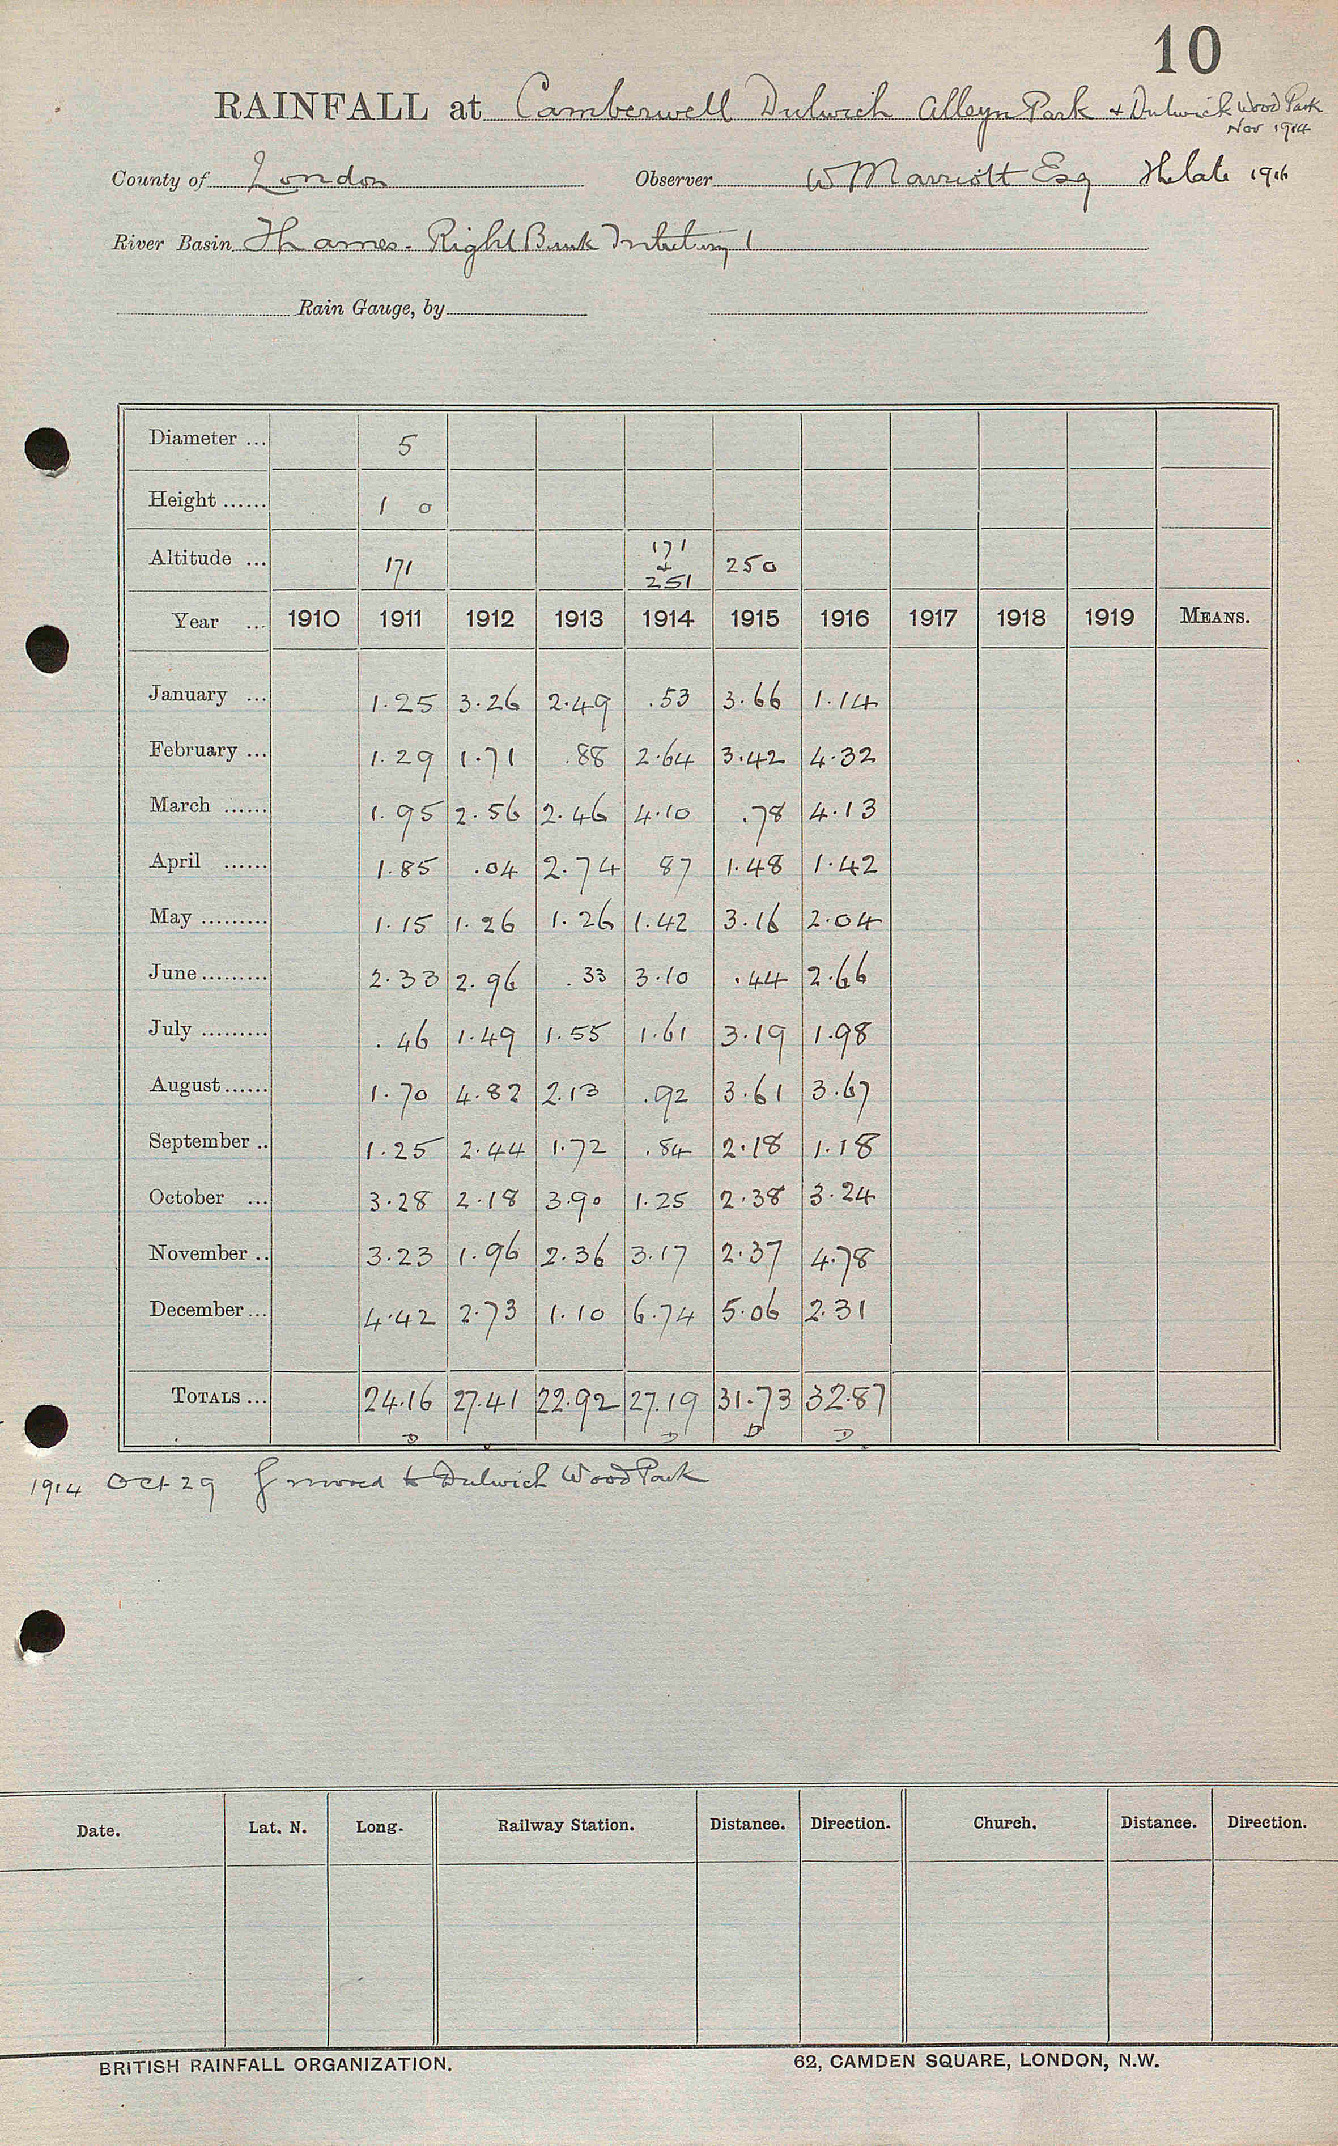 10
RAINFALL at Camberwell Dulwich Alleyn Park + Dulwich Wood Park
Nov 1914
County of London Observer W Marriott Esq The late 1916
River Basin Thames. Right Bank Tributary 1
Rain Gauge, by
Diameter ... 5
Height ...... 1 0
Altitude ... 171 171 + 251 250
Year ... 1910 1911 1912 1913 1914 1915 1916 1917 1918 1919 MEANS.
January ... 1.25 3.26 2.49 .53 3.66 1.14
February ... 1.29 1.71 .88 2.64 3.42 4.32
March ...... 1.95 2.56 2.46 4.10 .78 4.13
April ...... 1.85 .04 2.74 87 1.48 1.42
May ......... 1.15 1.26 1.26 1.42 3.16 2.04
June ......... 2.33 2.96 .33 3.10 .44 2.66
July ......... .46 1.49 1.55 1.61 3.19 1.98
August ...... 1.70 4.82 2.13 .92 3.61 3.67
September .. 1.25 2.44 1.72 .84 2.18 1.18
October ... 3.28 2.18 3.90 1.25 2.38 3.24
November .. 3.23 1.96 2.36 3.17 2.37 4.78
December ... 4.42 2.73 1.10 6.74 5.06 2.31
TOTALS ... 24.16 27.41 22.92 27.19 31.73 32.87
D D D D
1914 Oct 29 moved to Dulwich Wood Park
Date. Lat. N. Long. Railway Station. Distance. Direction. Church. Distance. Direction.
BRITISH RAINFALL ORGANIZATION. 62, CAMDEN SQUARE, LONDON, N.W.